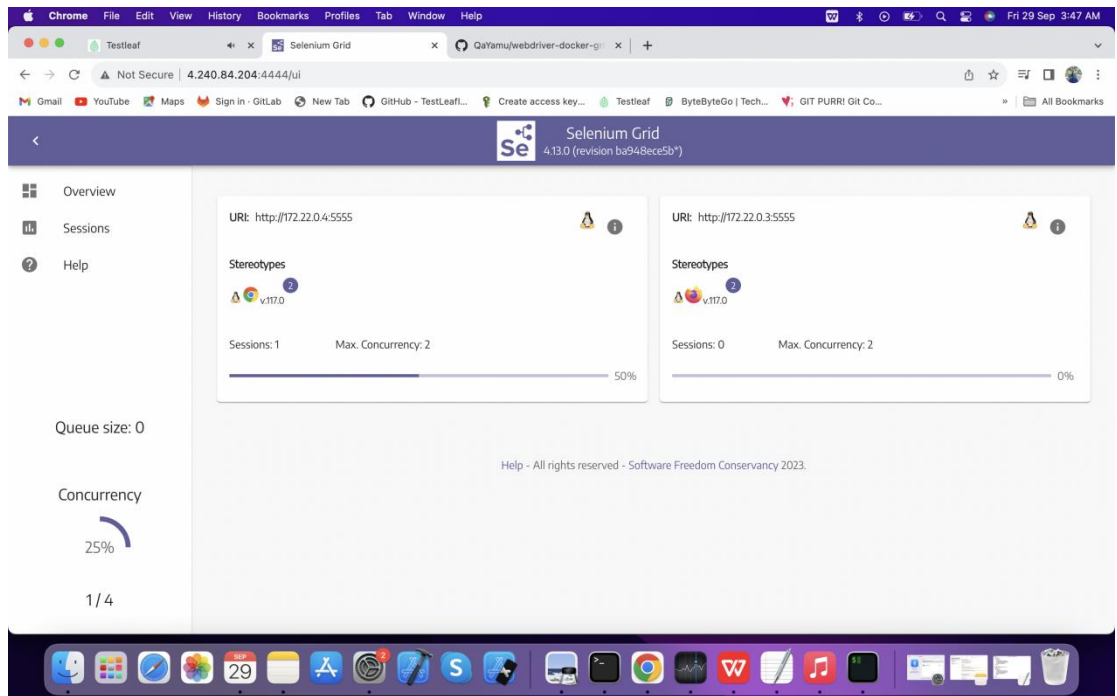 Chrome File Edit View History Bookmarks Profiles Tab Window Help
Fri 29 Sep 3:47 AM
Testleaf
Selenium Grid
QaYamu/webdriver-docker-gri
Not Secure
4.240.84.204:4444/ui
Gmail YouTube Maps Sign in · GitLab New Tab GitHub - TestLeafI... Create access key... Testleaf ByteByteGo | Tech... GIT PURR! Git Co... » All Bookmarks
Se
Selenium Grid
4.13.0 (revision ba948ece5b*)
Overview
Sessions
Help
URI: http://172.22.0.4:5555
Stereotypes
v.117.0
2
Sessions: 1 Max. Concurrency: 2
50%
URI: http://172.22.0.3:5555
Stereotypes
v.117.0
2
Sessions: 0 Max. Concurrency: 2
0%
Queue size: 0
Concurrency
25%
1 / 4
Help - All rights reserved - Software Freedom Conservancy 2023.
SEP
29
2